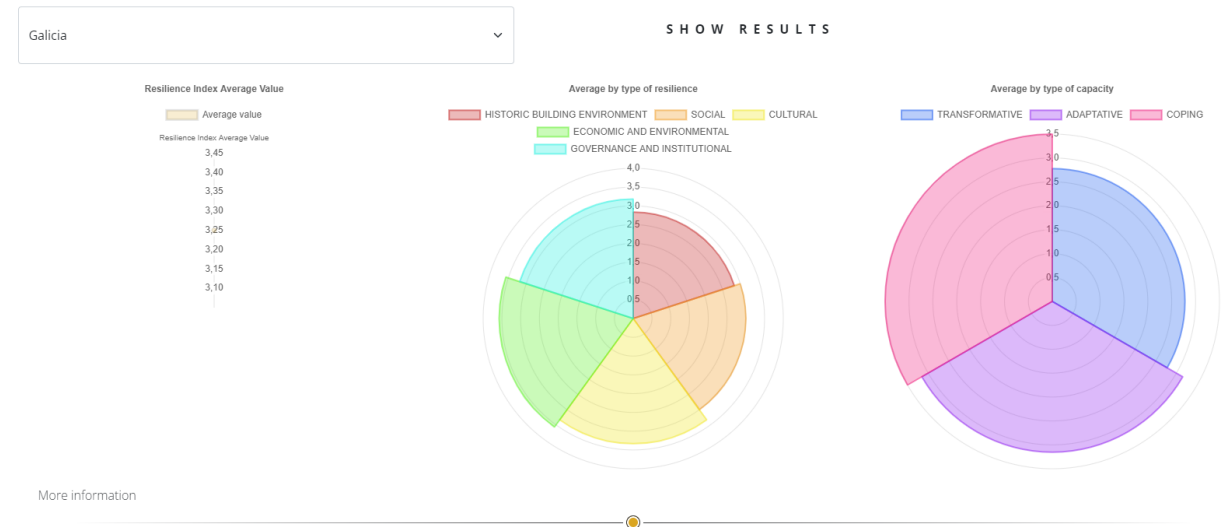 Galicia
SHOW RESULTS
Resilience Index Average Value
Average value
Resilience Index Average Value
3,45
3,40
3,35
3,30
3,25
3,20
3,15
3,10
Average by type of resilience
HISTORIC BUILDING ENVIRONMENT SOCIAL CULTURAL
ECONOMIC AND ENVIRONMENTAL
GOVERNANCE AND INSTITUTIONAL
4,0
3,5
3,0
2,5
2,0
1,5
1,0
0,5
Average by type of capacity
TRANSFORMATIVE ADAPTATIVE COPING
3,5
3,0
2,5
2,0
1,5
1,0
0,5
More information